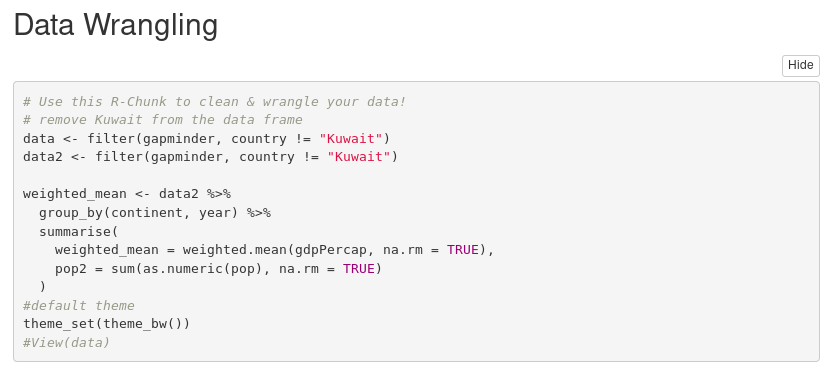 Data Wrangling
Hide
# Use this R-Chunk to clean & wrangle your data!
# remove Kuwait from the data frame
data <- filter(gapminder, country != "Kuwait")
data2 <- filter(gapminder, country != "Kuwait")

weighted_mean <- data2 %>%
  group_by(continent, year) %>%
  summarise(
    weighted_mean = weighted.mean(gdpPercap, na.rm = TRUE),
    pop2 = sum(as.numeric(pop), na.rm = TRUE)
  )
#default theme
theme_set(theme_bw())
#View(data)